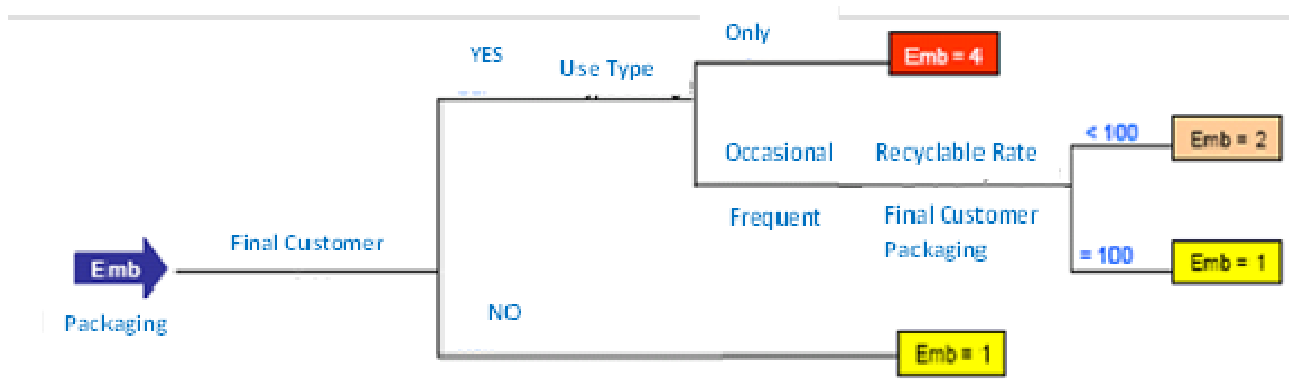 Only
YES
Use Type
Emb = 4
< 100
Emb = 2
Occasional
Recyclable Rate
Frequent
Final Customer
Packaging
= 100
Emb = 1
Final Customer
Emb
Packaging
NO
Emb = 1